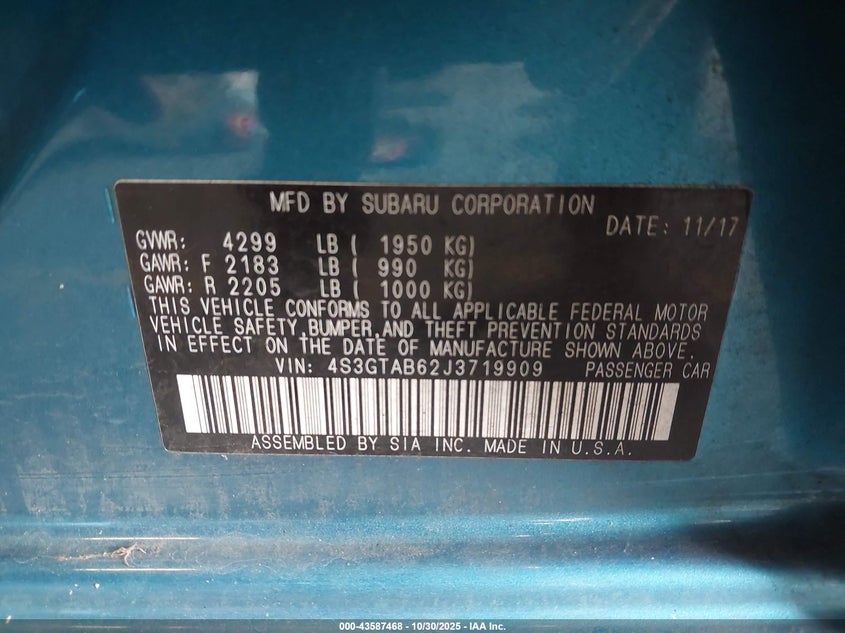 MFD BY SUBARU CORPORATION
DATE: 11/17
GVWR: 4299 LB ( 1950 KG)
GAWR: F 2183 LB ( 990 KG)
GAWR: R 2205 LB ( 1000 KG)
THIS VEHICLE CONFORMS TO ALL APPLICABLE FEDERAL MOTOR
VEHICLE SAFETY,BUMPER,AND THEFT PREVENTION STANDARDS
IN EFFECT ON THE DATE OF MANUFACTURE SHOWN ABOVE.
VIN: 4S3GTAB62J3719909 PASSENGER CAR
ASSEMBLED BY SIA INC. MADE IN U.S.A.
000-43587468 - 10/30/2025 - IAA Inc.